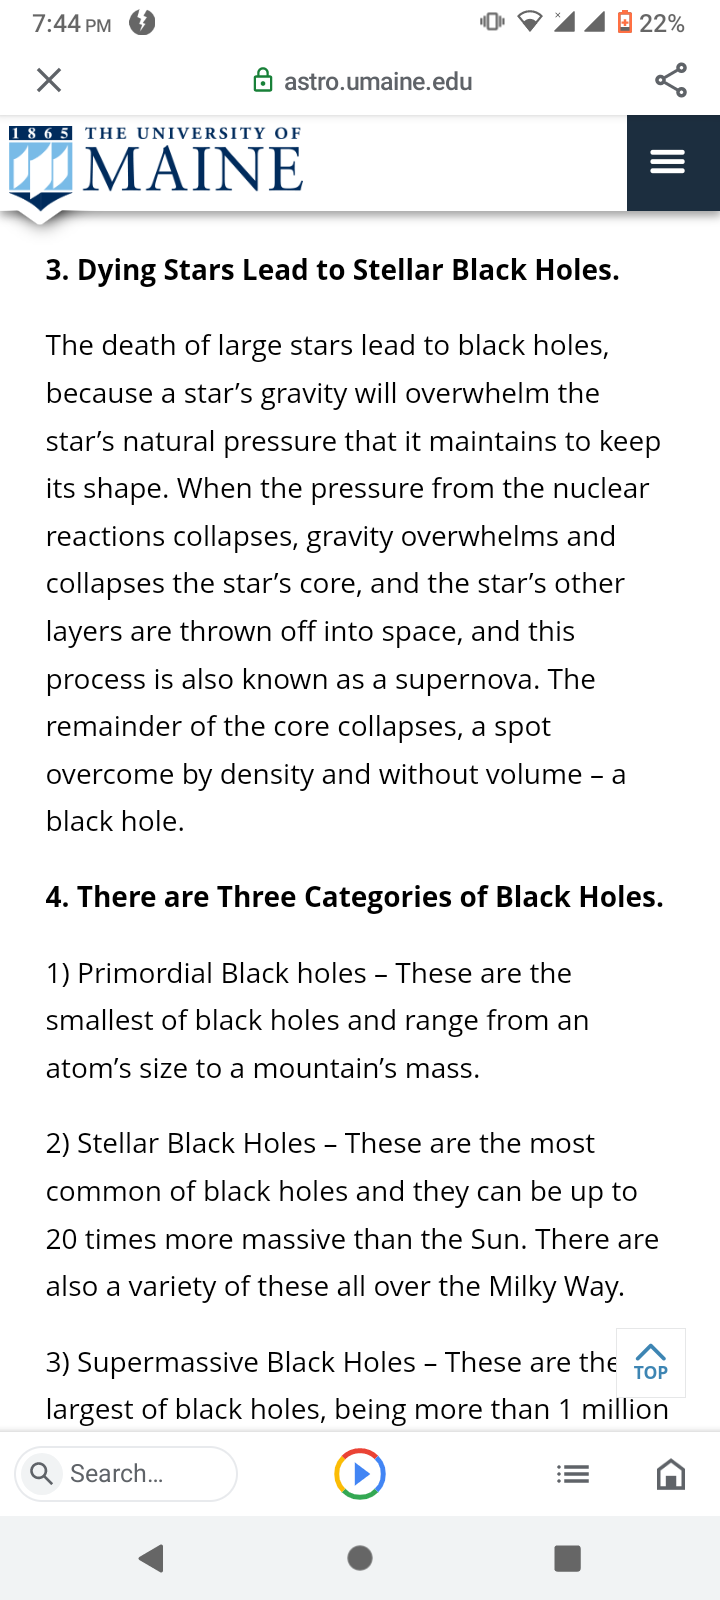 7:44 PM
22%
astro.umaine.edu
1865 THE UNIVERSITY OF
MAINE
3. Dying Stars Lead to Stellar Black Holes.
The death of large stars lead to black holes,
because a star’s gravity will overwhelm the
star’s natural pressure that it maintains to keep
its shape. When the pressure from the nuclear
reactions collapses, gravity overwhelms and
collapses the star’s core, and the star’s other
layers are thrown off into space, and this
process is also known as a supernova. The
remainder of the core collapses, a spot
overcome by density and without volume – a
black hole.
4. There are Three Categories of Black Holes.
1) Primordial Black holes – These are the
smallest of black holes and range from an
atom’s size to a mountain’s mass.
2) Stellar Black Holes – These are the most
common of black holes and they can be up to
20 times more massive than the Sun. There are
also a variety of these all over the Milky Way.
3) Supermassive Black Holes – These are the
TOP
largest of black holes, being more than 1 million
Search...